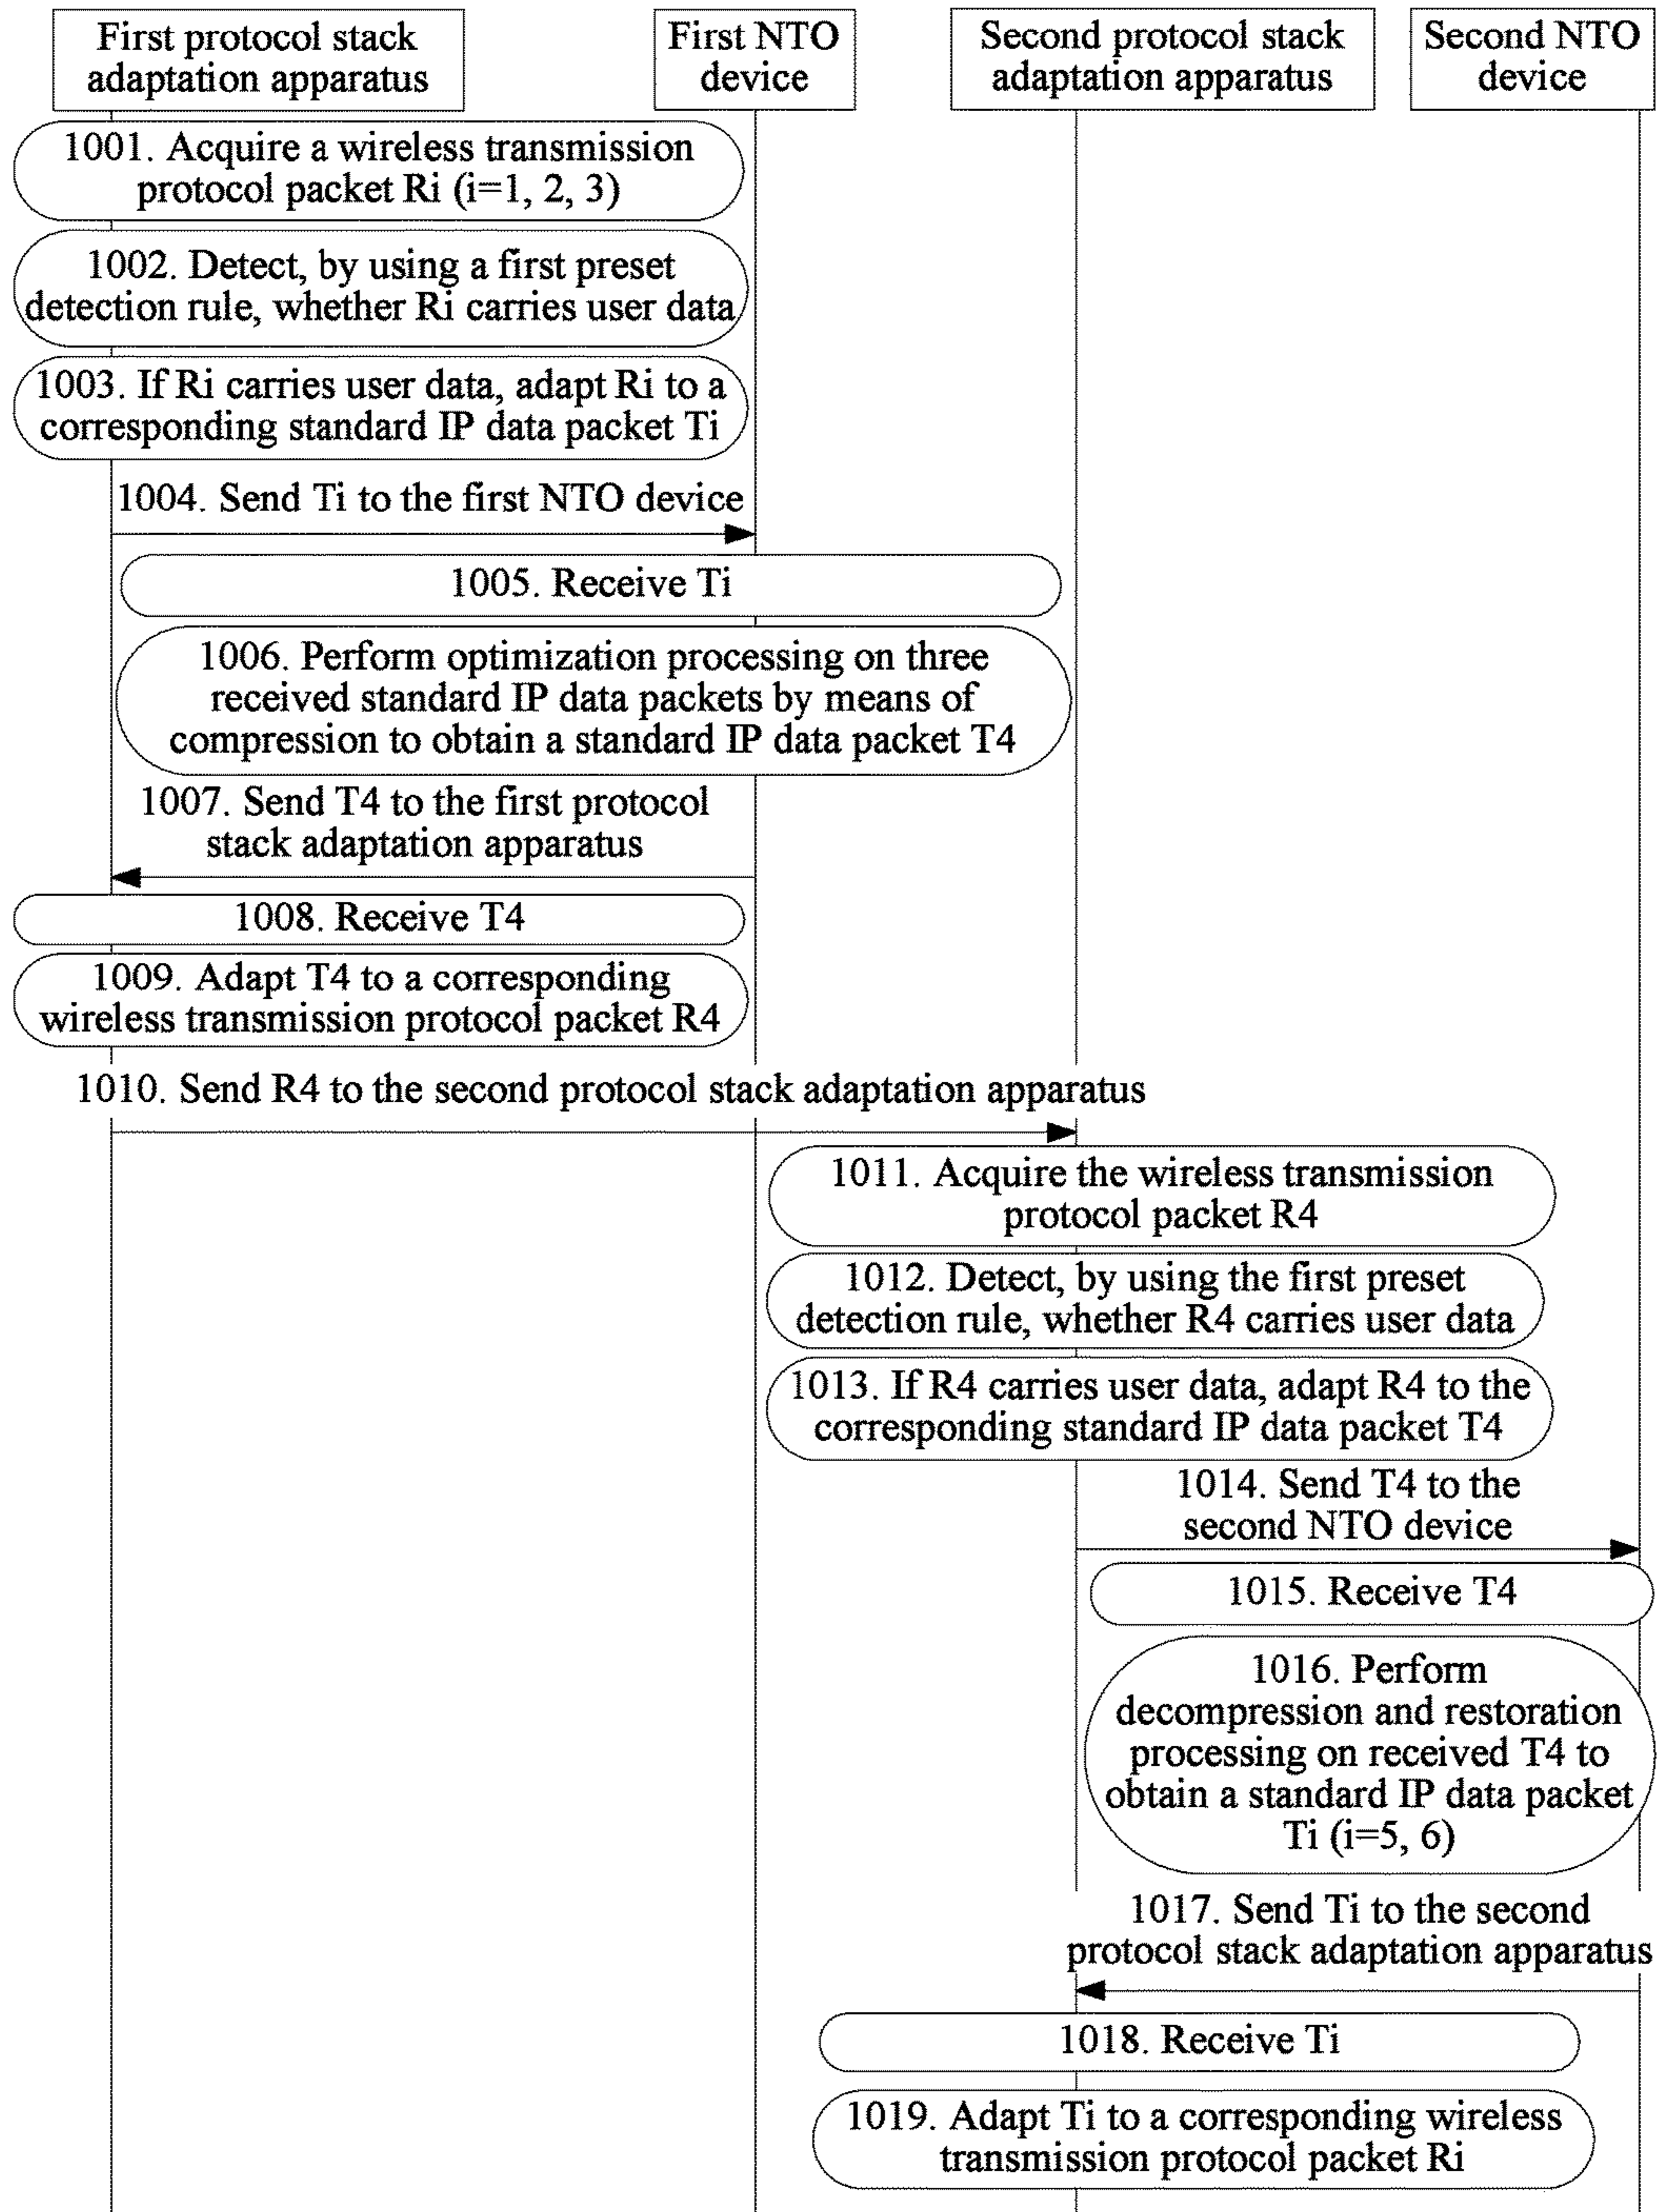 First protocol stack
adaptation apparatus
First NTO
device
Second protocol stack
adaptation apparatus
Second NTO
device
1001. Acquire a wireless transmission
protocol packet Ri (i=1, 2, 3)
1002. Detect, by using a first preset
detection rule, whether Ri carries user data
1003. If Ri carries user data, adapt Ri to a
corresponding standard IP data packet Ti
1004. Send Ti to the first NTO device
1005. Receive Ti
1006. Perform optimization processing on three
received standard IP data packets by means of
compression to obtain a standard IP data packet T4
1007. Send T4 to the first protocol
stack adaptation apparatus
1008. Receive T4
1009. Adapt T4 to a corresponding
wireless transmission protocol packet R4
1010. Send R4 to the second protocol stack adaptation apparatus
1011. Acquire the wireless transmission
protocol packet R4
1012. Detect, by using the first preset
detection rule, whether R4 carries user data
1013. If R4 carries user data, adapt R4 to the
corresponding standard IP data packet T4
1014. Send T4 to the
second NTO device
1015. Receive T4
1016. Perform
decompression and restoration
processing on received T4 to
obtain a standard IP data packet
Ti (i=5, 6)
1017. Send Ti to the second
protocol stack adaptation apparatus
1018. Receive Ti
1019. Adapt Ti to a corresponding wireless
transmission protocol packet Ri